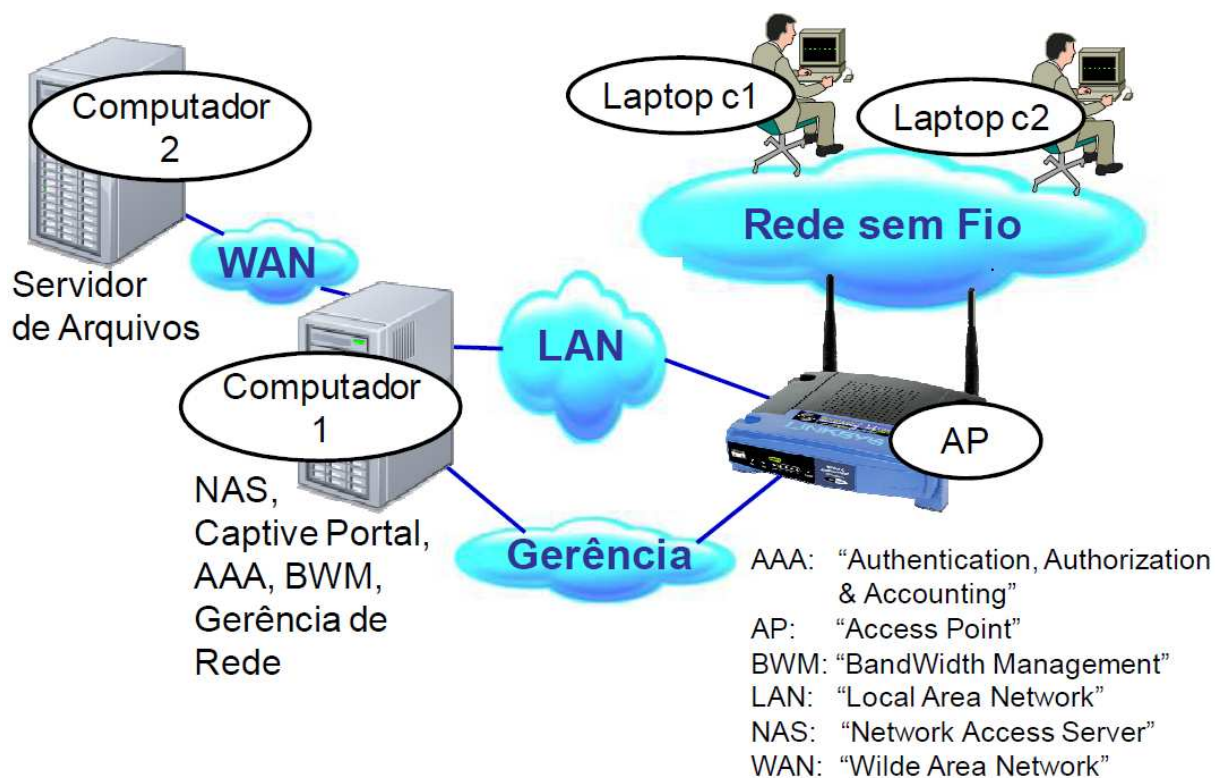 Computador
2
Laptop c1
Laptop c2
Rede sem Fio
WAN
Servidor
de Arquivos
LAN
Computador
1
LINKSYS
AP
NAS,
Captive Portal,
AAA, BWM,
Gerência de
Rede
Gerência
AAA: “Authentication, Authorization
& Accounting”
AP: “Access Point”
BWM: “BandWidth Management”
LAN: “Local Area Network”
NAS: “Network Access Server”
WAN: “Wilde Area Network”